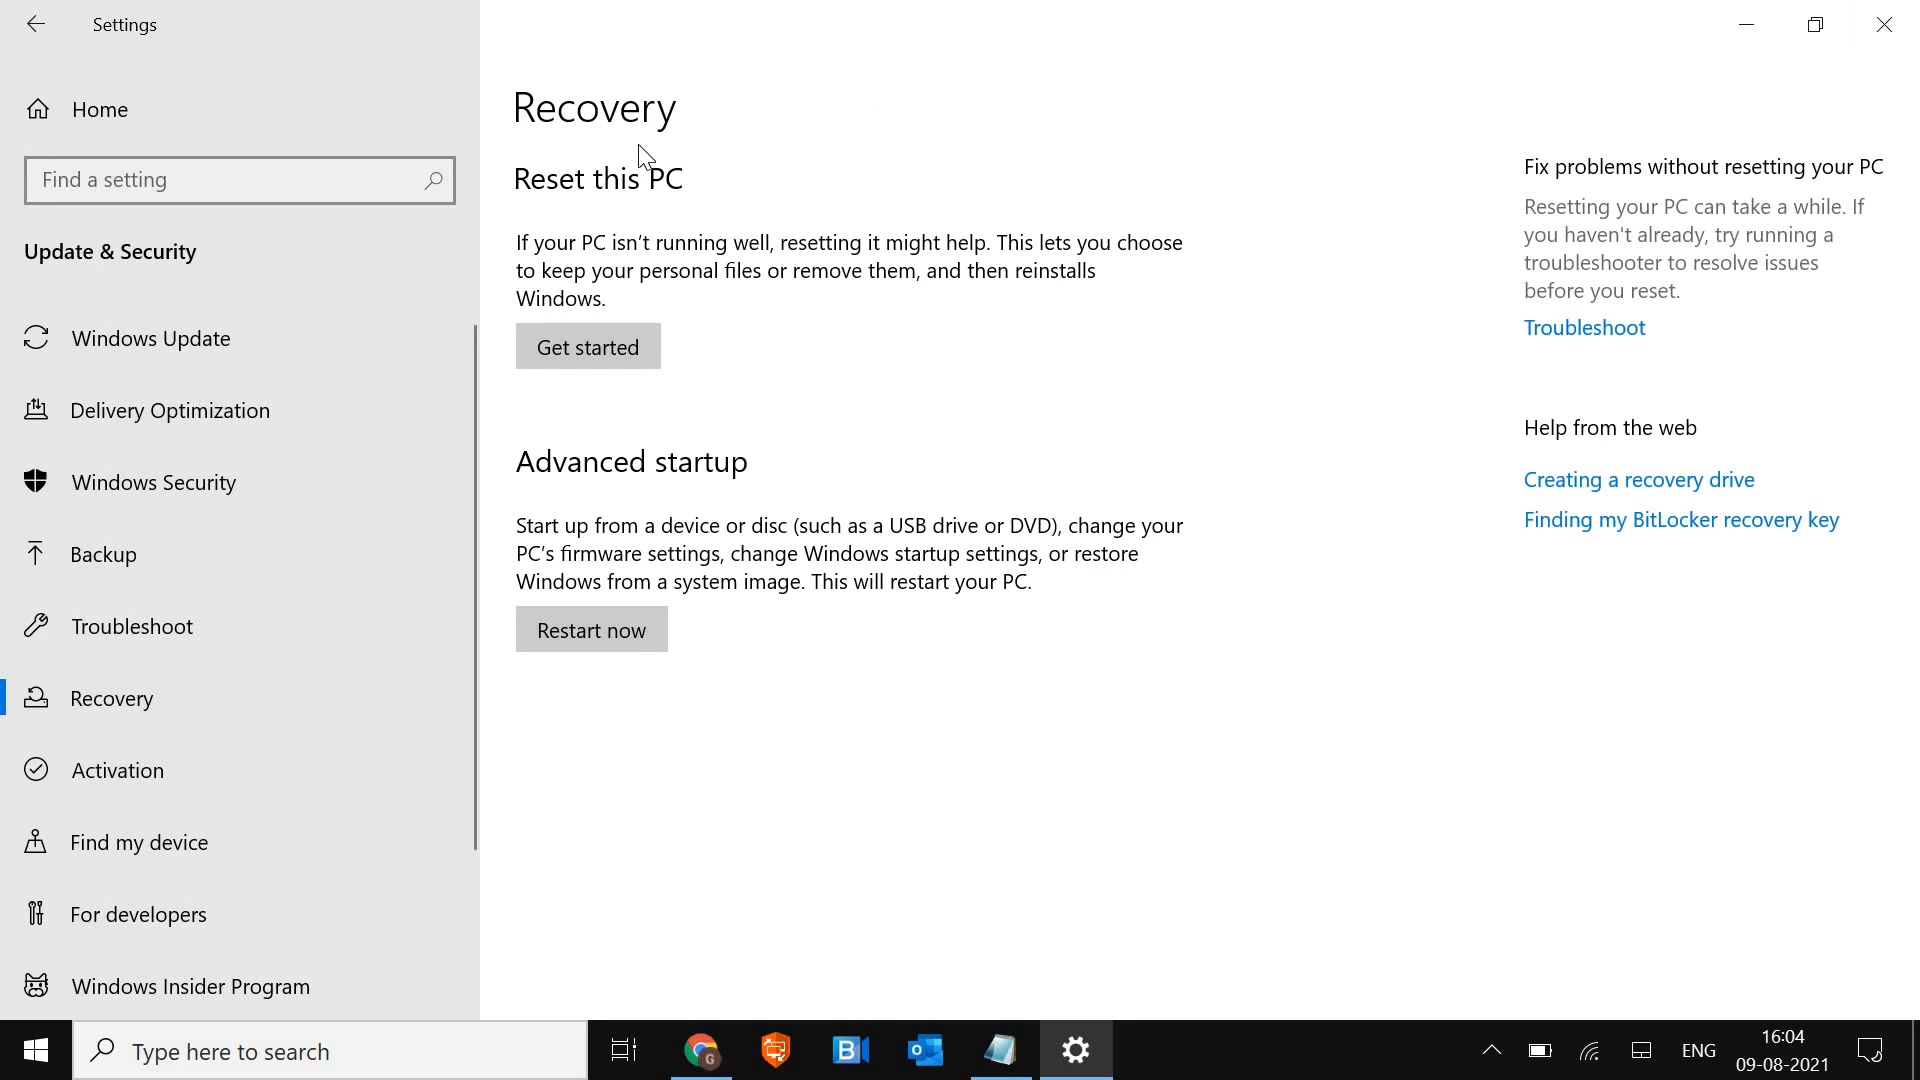 Settings
Home
Find a setting
Update & Security
Windows Update
Delivery Optimization
Windows Security
Backup
Troubleshoot
Recovery
Activation
Find my device
For developers
Windows Insider Program
Recovery
Reset this PC
If your PC isn't running well, resetting it might help. This lets you choose
to keep your personal files or remove them, and then reinstalls
Windows.
Get started
Advanced startup
Start up from a device or disc (such as a USB drive or DVD), change your
PC's firmware settings, change Windows startup settings, or restore
Windows from a system image. This will restart your PC.
Restart now
Fix problems without resetting your PC
Resetting your PC can take a while. If
you haven't already, try running a
troubleshooter to resolve issues
before you reset.
Troubleshoot
Help from the web
Creating a recovery drive
Finding my BitLocker recovery key
Type here to search
G
B
o
ENG
16:04
09-08-2021